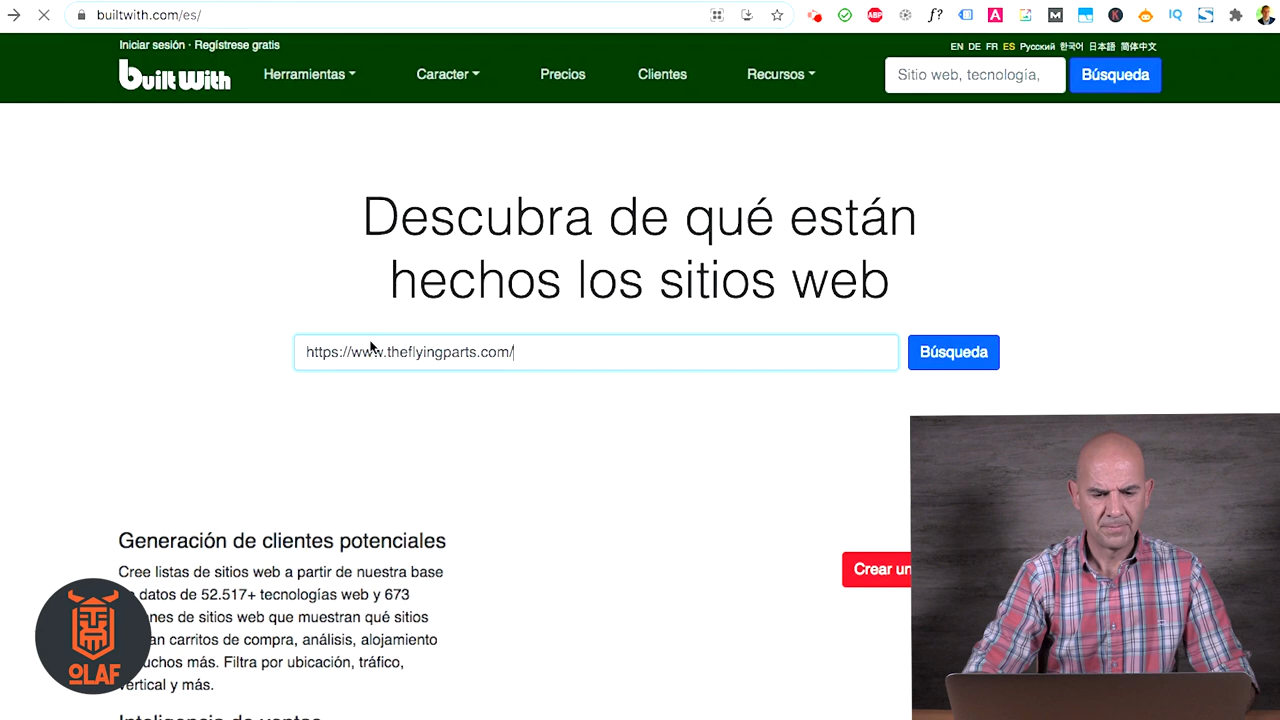 builtwith.com/es/
Iniciar sesión · Regístrese gratis
EN DE FR ES Русский 한국어 日本語 简体中文
built with
Herramientas
Caracter
Precios
Clientes
Recursos
Sitio web, tecnología,
Búsqueda
Descubra de qué están
hechos los sitios web
https://www.theflyingparts.com/
Búsqueda
Generación de clientes potenciales
Cree listas de sitios web a partir de nuestra base
datos de 52.517+ tecnologías web y 673
de sitios web que muestran qué sitios
carritos de compra, análisis, alojamiento
más. Filtra por ubicación, tráfico,
vertical y más.
Crear un
OLAF
Inteligencia de ventas